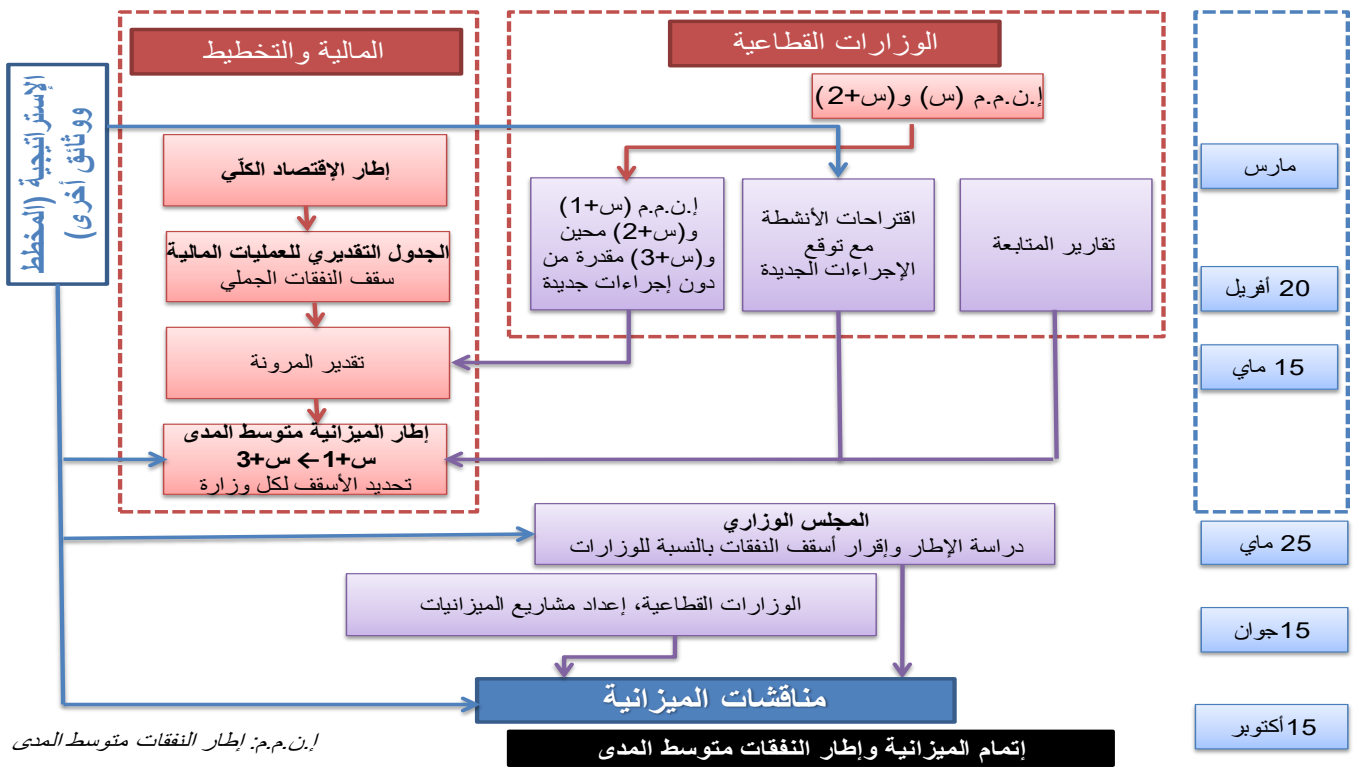 الوزارات القطاعية
إ.ن.م.م (س) و(س+2)
تقارير المتابعة
اقتراحات الأنشطة
مع توقع
الإجراءات الجديدة
إ.ن.م.م (س+1)
و(س+2) محين
و(س+3) مقدرة من
دون إجراءات جديدة
المالية والتخطيط
إطار الإقتصاد الكلّي
الجدول التقديري للعمليات المالية
سقف النفقات الجملي
تقدير المرونة
إطار الميزانية متوسط المدى
س+1 ← س+3
تحديد الأسقف لكل وزارة
الإستراتيجية (المخطط
ووثائق أخرى)
المجلس الوزاري
دراسة الإطار وإقرار أسقف النفقات بالنسبة للوزارات
الوزارات القطاعية، إعداد مشاريع الميزانيات
مناقشات الميزانية
إتمام الميزانية وإطار النفقات متوسط المدى
مارس
20 أفريل
15 ماي
25 ماي
15جوان
15أكتوبر
إ.ن.م.م: إطار النفقات متوسط المدى